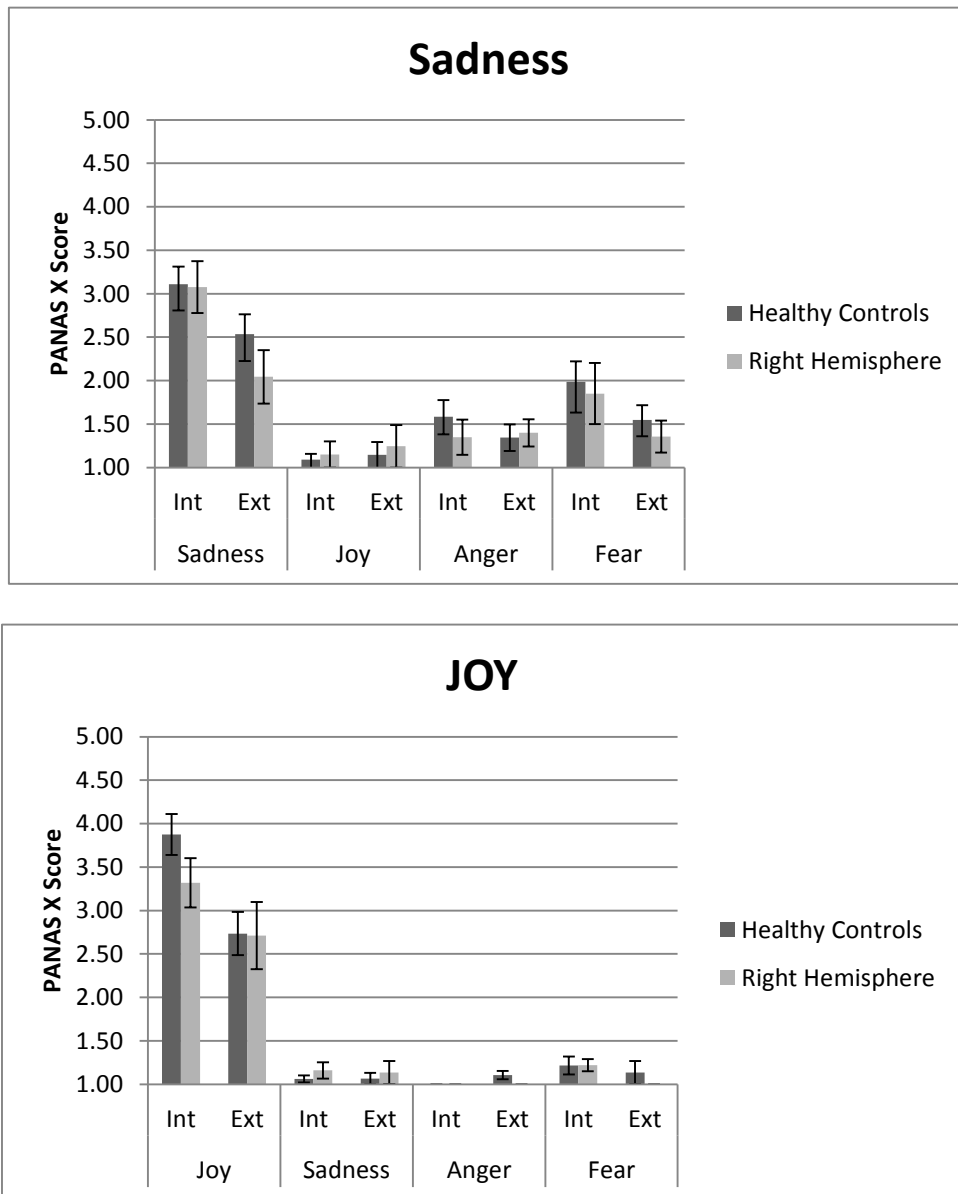 Sadness
5.00
4.50
4.00
3.50
3.00
2.50
2.00
1.50
1.00
PANAS X Score
Int Ext Int Ext Int Ext Int Ext
Sadness Joy Anger Fear
Healthy Controls
Right Hemisphere
JOY
5.00
4.50
4.00
3.50
3.00
2.50
2.00
1.50
1.00
PANAS X Score
Int Ext Int Ext Int Ext Int Ext
Joy Sadness Anger Fear
Healthy Controls
Right Hemisphere